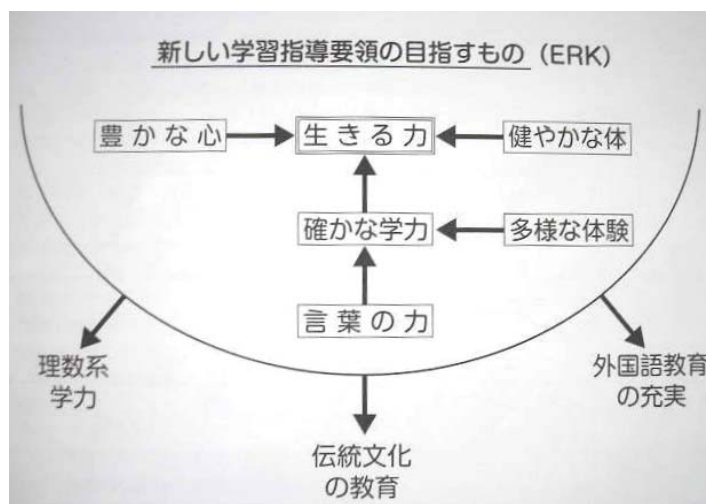 新しい学習指導要領の目指すもの（ERK）
豊かな心
生きる力
健やかな体
確かな学力
多様な体験
言葉の力
理数系
学力
伝統文化
の教育
外国語教育
の充実